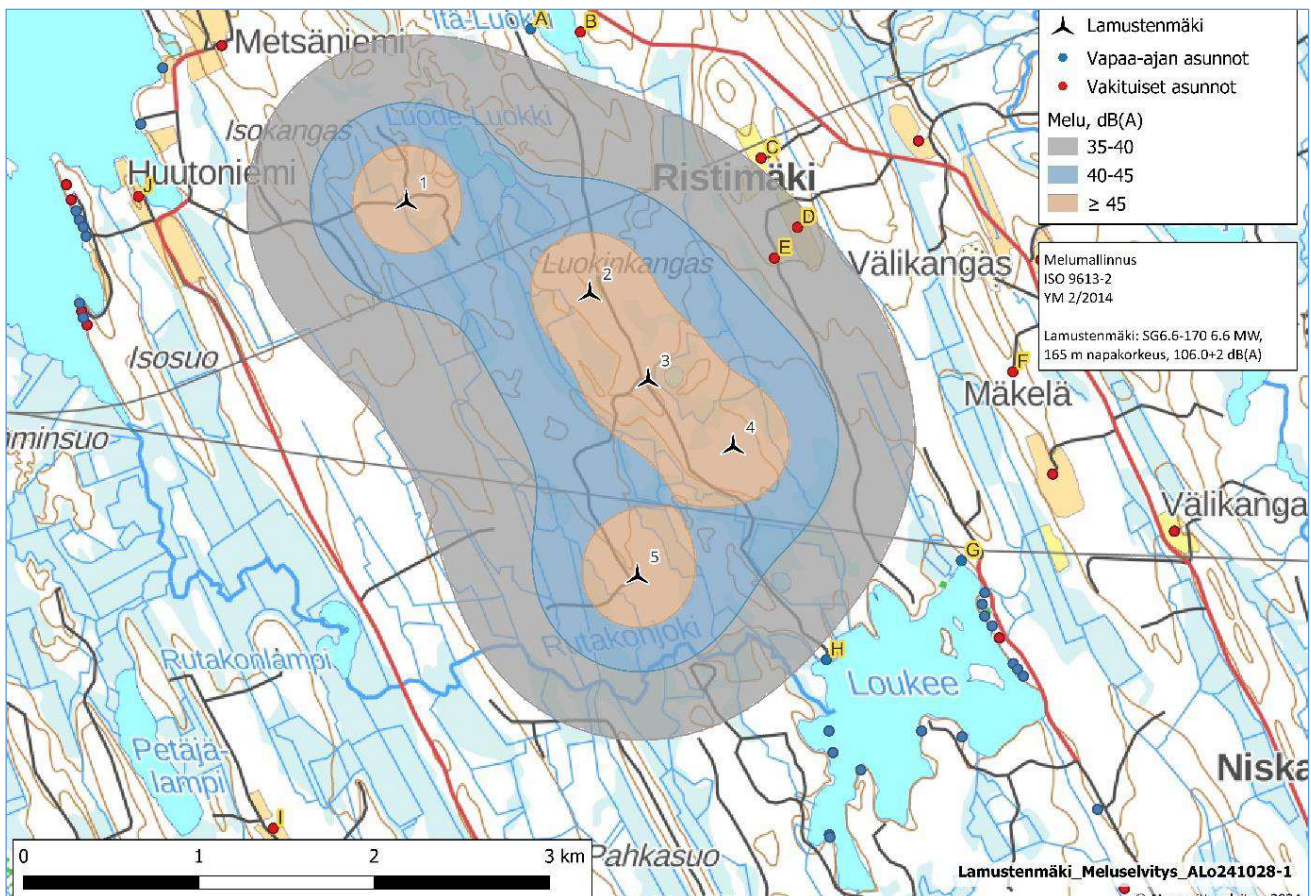 Itä-Luokki
A
B
Metsäniemi
Isokangas
Luode-Luokki
C
Ristimäki
Huutoniemi
J
1
D
E
Välikangas
Luokinkangas
2
Isosuo
3
F
Mäkelä
4
minsuo
Välikanga
5
G
Rutakonjoki
H
Rutakonlampi
Loukee
Petäjä-
lampi
Niska
I
Pahkasuo
Lamustenmäki
Vapaa-ajan asunnot
Vakituiset asunnot
Melu, dB(A)
35-40
40-45
≥ 45
Melumallinnus
ISO 9613-2
YM 2/2014
Lamustenmäki: SG6.6-170 6.6 MW,
165 m napakorkeus, 106.0+2 dB(A)
0 1 2 3 km
Lamustenmäki_Meluselvitys_ALo241028-1